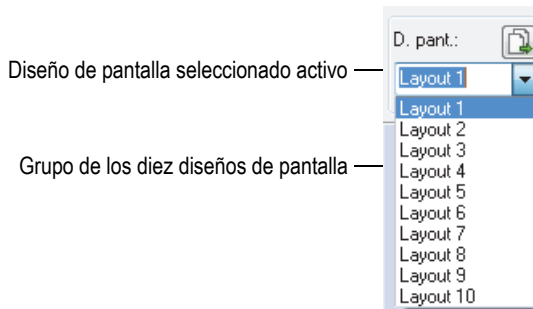 D. pant.:
Diseño de pantalla seleccionado activo
Layout 1
Layout 1
Layout 2
Layout 3
Grupo de los diez diseños de pantalla
Layout 4
Layout 5
Layout 6
Layout 7
Layout 8
Layout 9
Layout 10